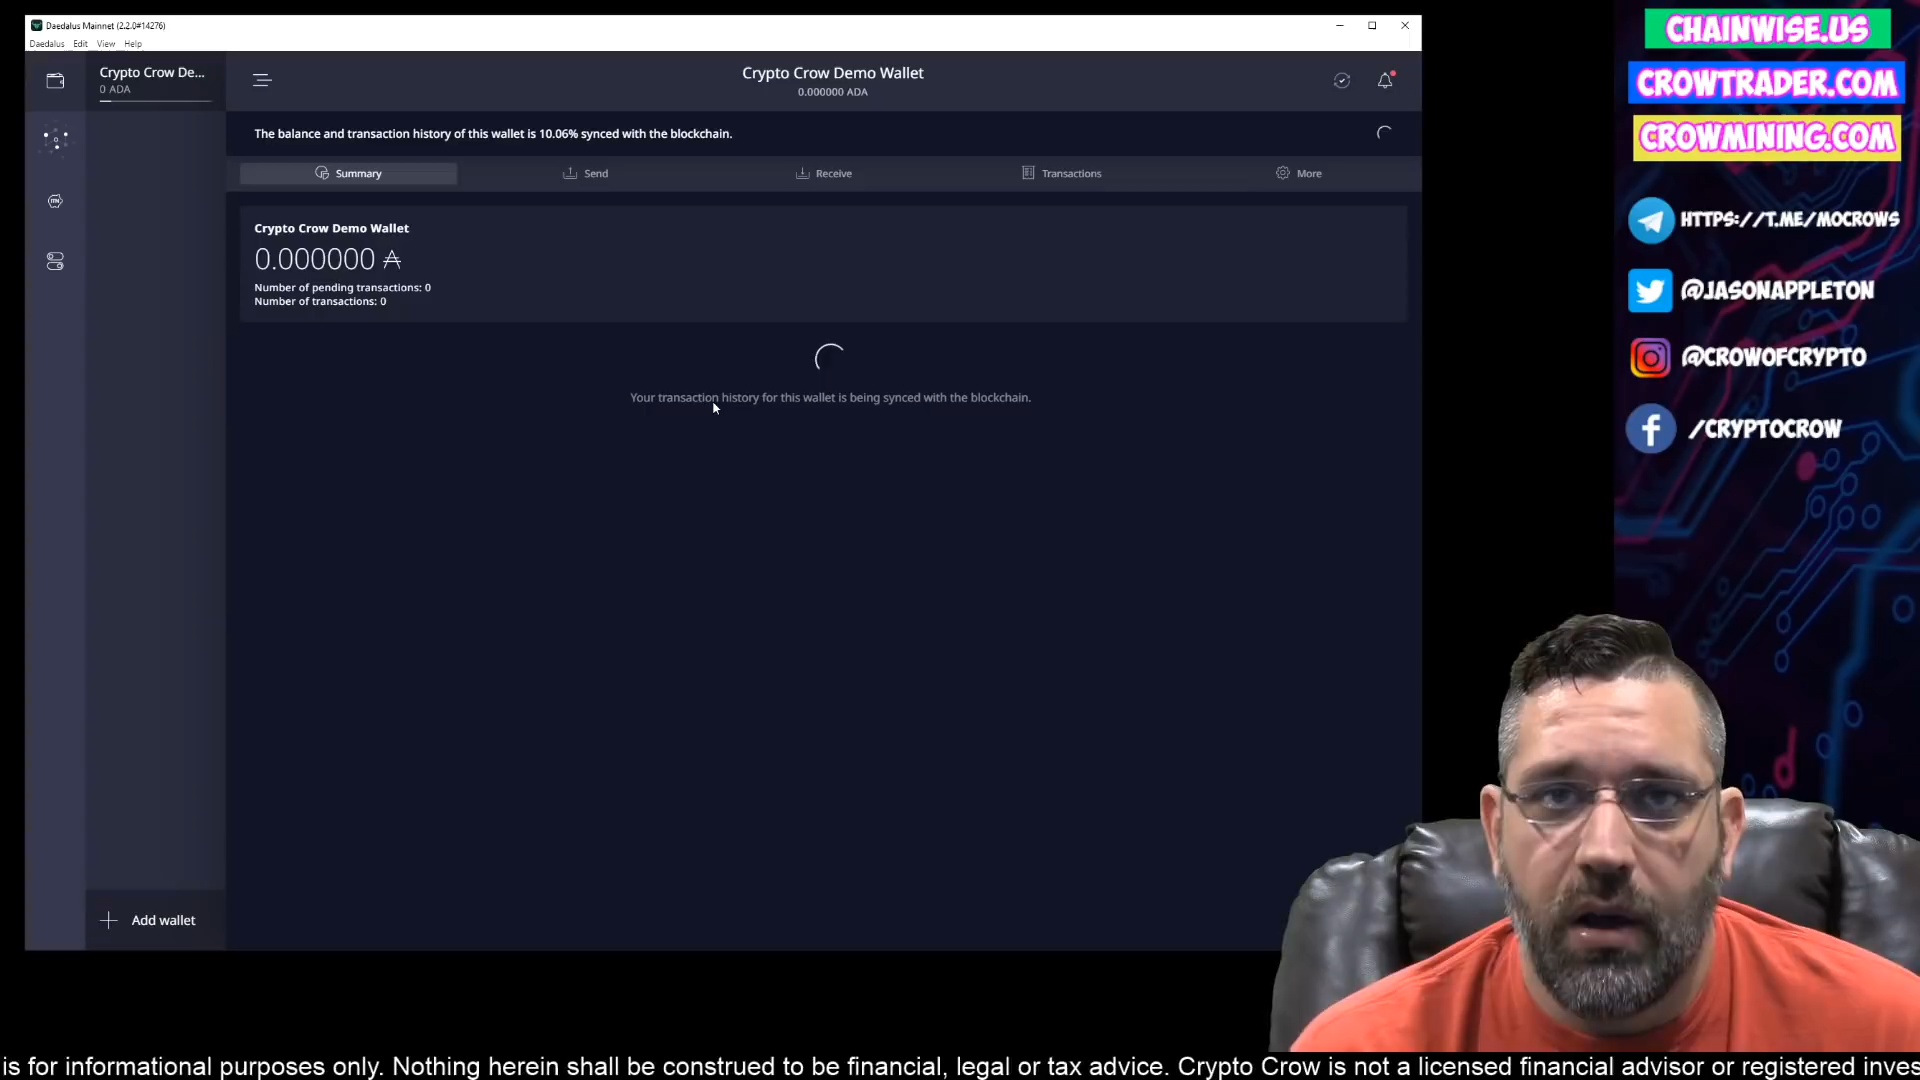 Daedalus Mainnet (2.2.0#14276)
Daedalus Edit View Help
Crypto Crow De...
0 ADA
Crypto Crow Demo Wallet
0.000000 ADA
The balance and transaction history of this wallet is 10.06% synced with the blockchain.
Summary
Send
Receive
Transactions
More
Crypto Crow Demo Wallet
0.000000 ₳
Number of pending transactions: 0
Number of transactions: 0
Your transaction history for this wallet is being synced with the blockchain.
Add wallet
CHAINWISE.US
CROWTRADER.COM
CROWMINING.COM
HTTPS://T.ME/MOCROWS
@JASONAPPLETON
@CROWOFCRYPTO
/CRYPTOCROW
is for informational purposes only. Nothing herein shall be construed to be financial, legal or tax advice. Crypto Crow is not a licensed financial advisor or registered inves